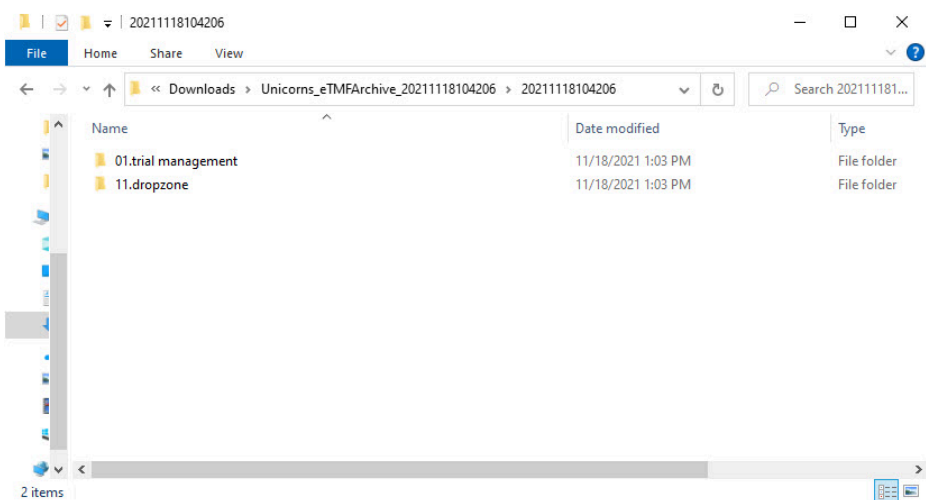 20211118104206
File Home Share View
« Downloads > Unicorns_eTMFArchive_20211118104206 > 20211118104206 Search 202111181...
Name Date modified Type
01.trial management 11/18/2021 1:03 PM File folder
11.dropzone 11/18/2021 1:03 PM File folder
2 items